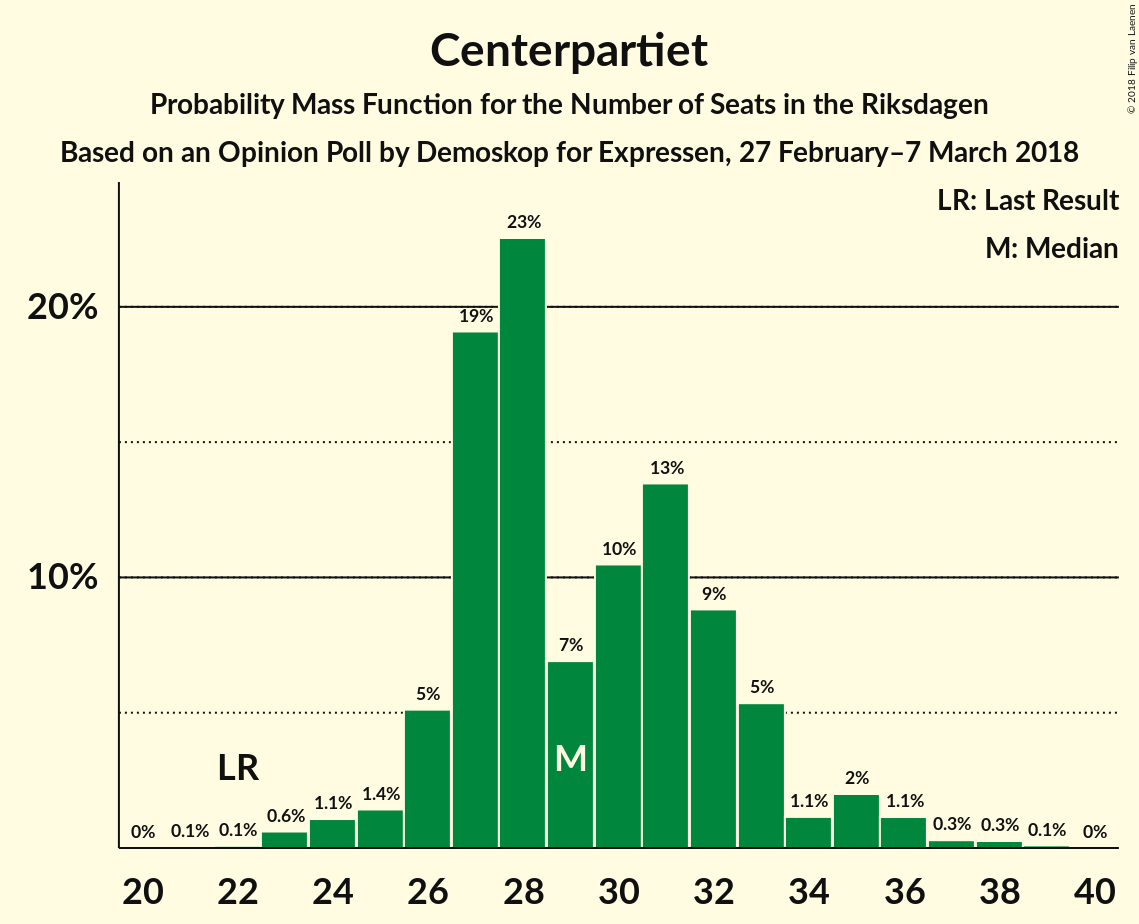 Centerpartiet
Probability Mass Function for the Number of Seats in the Riksdagen
Based on an Opinion Poll by Demoskop for Expressen, 27 February–7 March 2018
© 2018 Filip van Laenen
LR: Last Result
M: Median
20%
10%
0%
0.1%
0.1%
0.6%
1.1%
1.4%
5%
19%
23%
7%
10%
13%
9%
5%
1.1%
2%
1.1%
0.3%
0.3%
0.1%
0%
LR
M
20 22 24 26 28 30 32 34 36 38 40